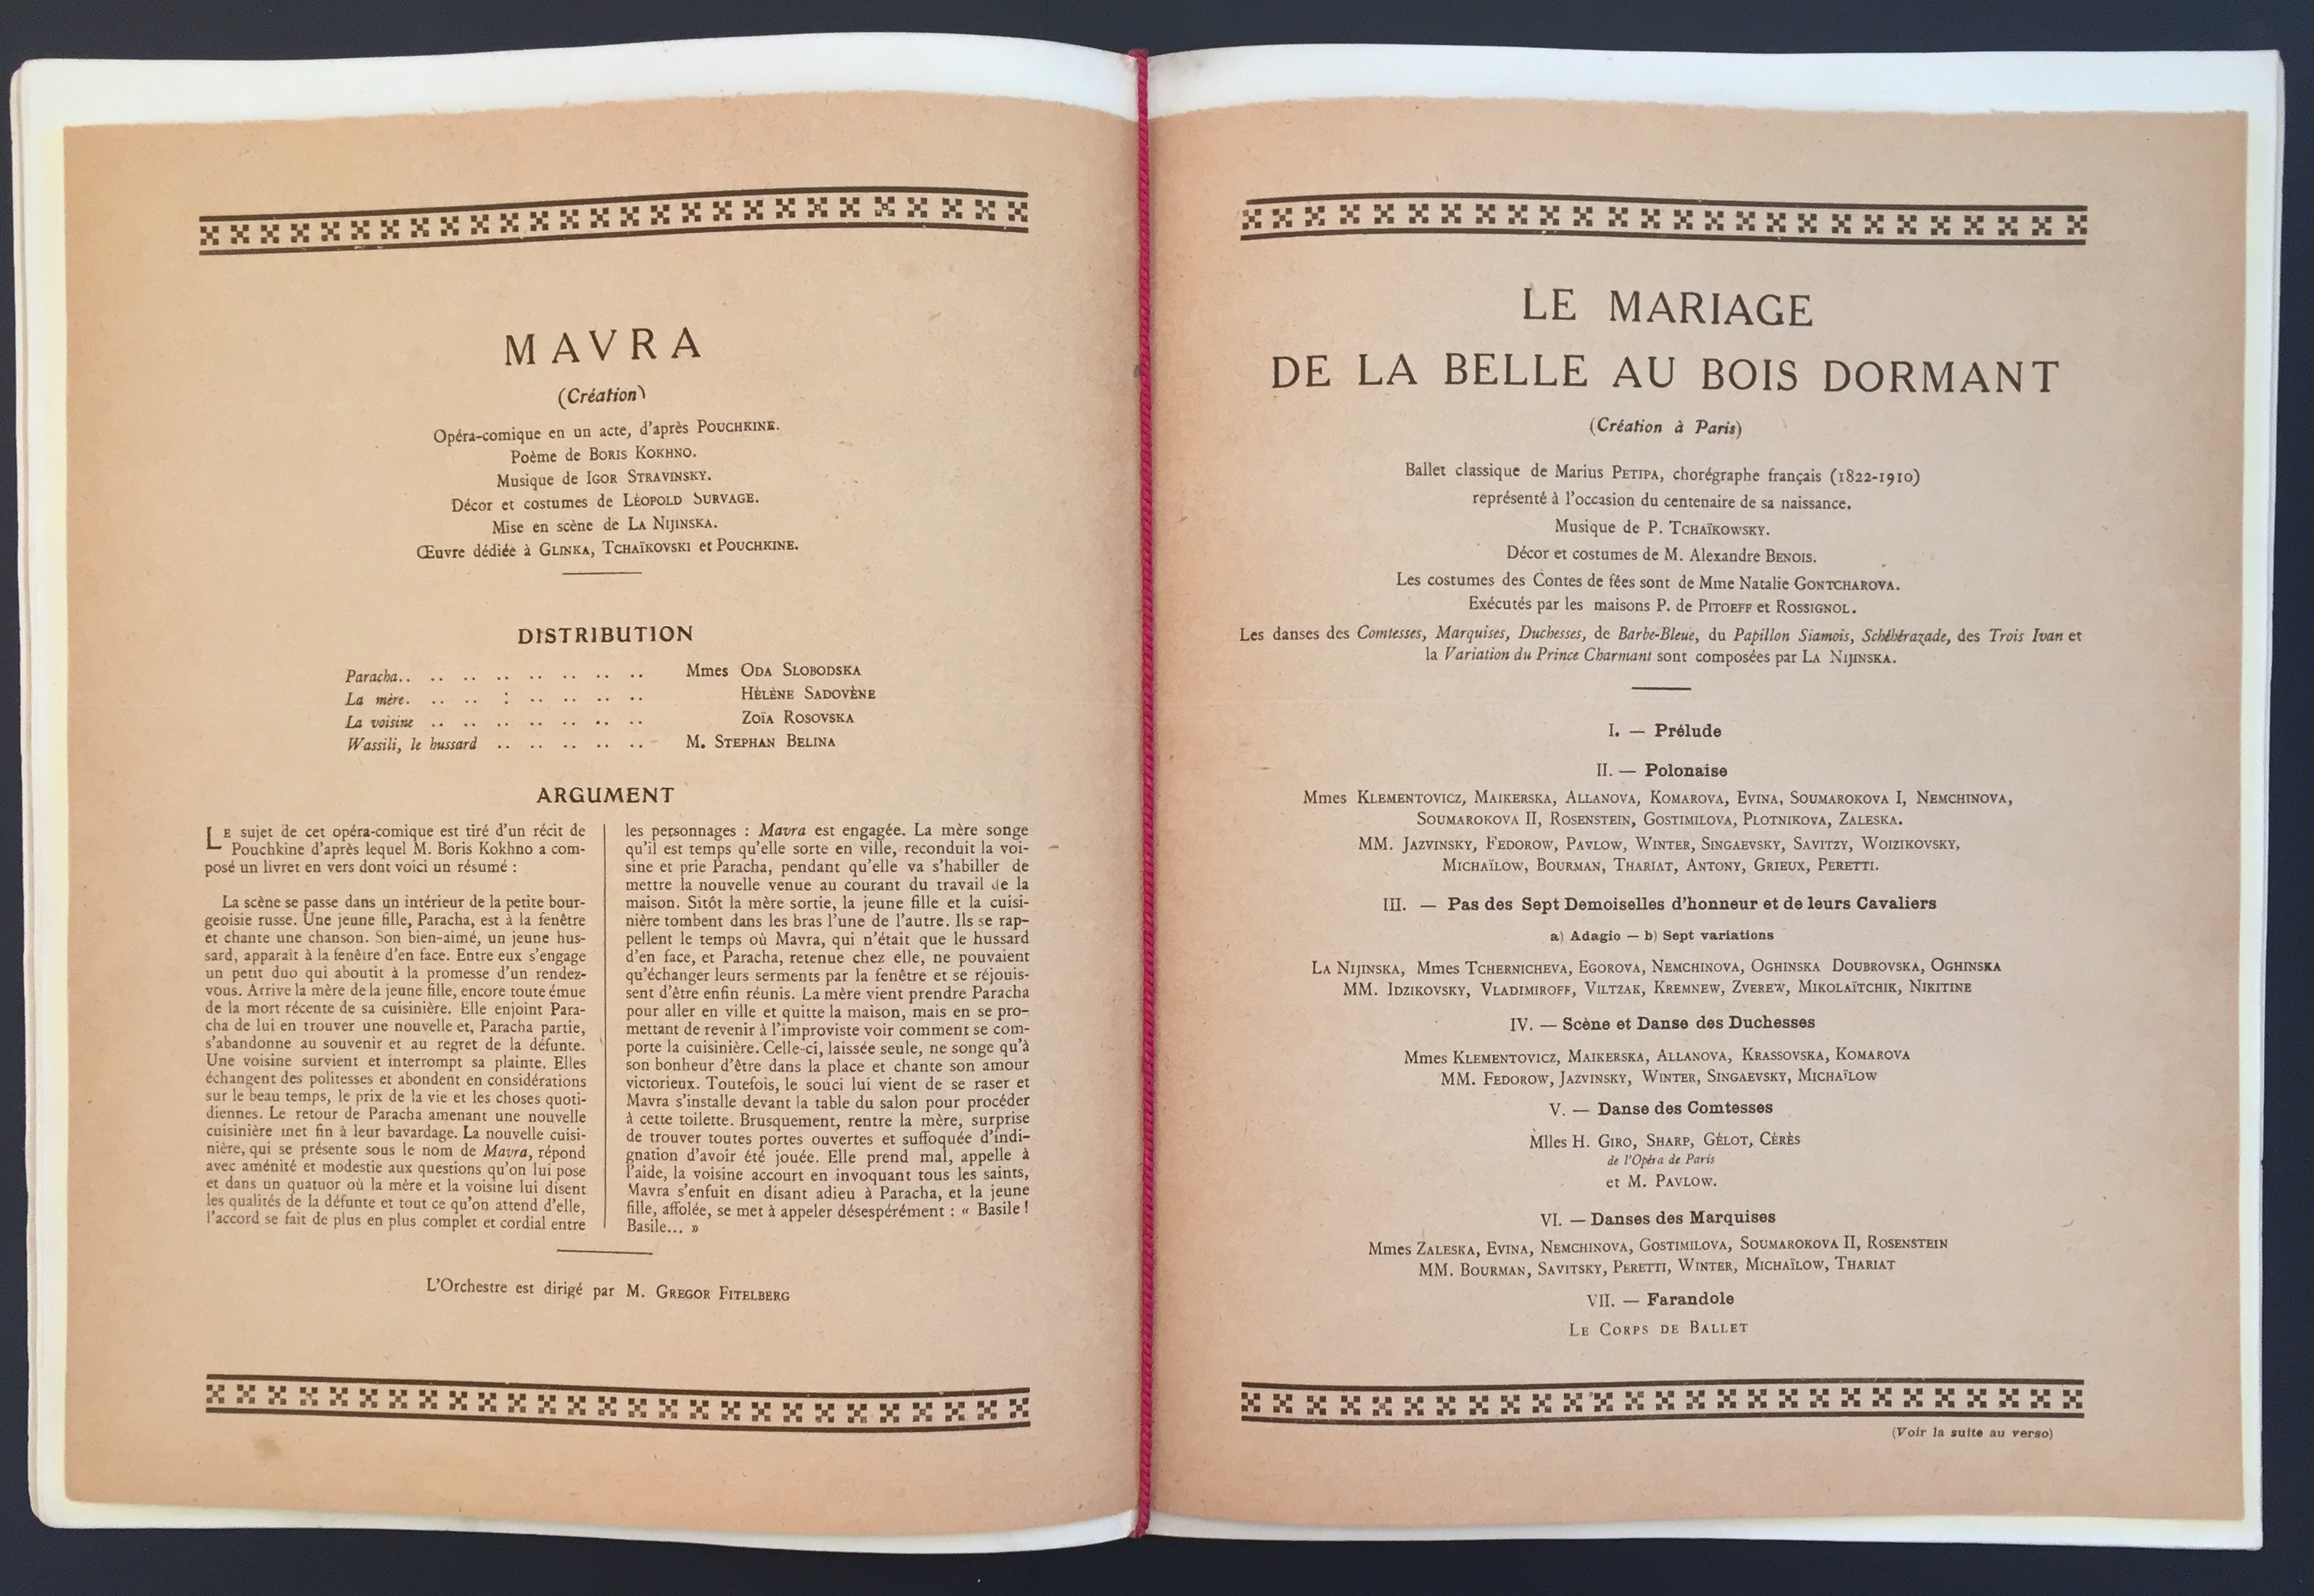 MAVRA
(Création)
Opéra-comique en un acte, d'après POUCHKINE.
Poème de BORIS KOKHNO.
Musique de IGOR STRAVINSKY.
Décor et costumes de LÉOPOLD SURVAGE.
Mise en scène de LA NIJINSKA.
Œuvre dédiée à GLINKA, TCHAÏKOVSKI et POUCHKINE.
DISTRIBUTION
Paracha.. .. .. .. .. .. .. .. Mmes ODA SLOBODSKA
La mère. .. .. : .. .. .. .. HÉLÈNE SADOVÈNE
La voisine .. .. .. .. .. .. .. ZOÏA ROSOVSKA
Wassili, le hussard .. .. .. .. .. M. STEPHAN BELINA
ARGUMENT
LE sujet de cet opéra-comique est tiré d'un récit de
Pouchkine d'après lequel M. Boris Kokhno a com-
posé un livret en vers dont voici un résumé :
La scène se passe dans un intérieur de la petite bour-
geoisie russe. Une jeune fille, Paracha, est à la fenêtre
et chante une chanson. Son bien-aimé, un jeune hus-
sard, apparaît à la fenêtre d'en face. Entre eux s'engage
un petit duo qui aboutit à la promesse d'un rendez-
vous. Arrive la mère de la jeune fille, encore toute émue
de la mort récente de sa cuisinière. Elle enjoint Para-
cha de lui en trouver une nouvelle et, Paracha partie,
s'abandonne au souvenir et au regret de la défunte.
Une voisine survient et interrompt sa plainte. Elles
échangent des politesses et abondent en considérations
sur le beau temps, le prix de la vie et les choses quoti-
diennes. Le retour de Paracha amenant une nouvelle
cuisinière met fin à leur bavardage. La nouvelle cuisi-
nière, qui se présente sous le nom de Mavra, répond
avec aménité et modestie aux questions qu'on lui pose
et dans un quatuor où la mère et la voisine lui disent
les qualités de la défunte et tout ce qu'on attend d'elle,
l'accord se fait de plus en plus complet et cordial entre
les personnages : Mavra est engagée. La mère songe
qu'il est temps qu'elle sorte en ville, reconduit la voi-
sine et prie Paracha, pendant qu'elle va s'habiller de
mettre la nouvelle venue au courant du travail de la
maison. Sitôt la mère sortie, la jeune fille et la cuisi-
nière tombent dans les bras l'une de l'autre. Ils se rap-
pellent le temps où Mavra, qui n'était que le hussard
d'en face, et Paracha, retenue chez elle, ne pouvaient
qu'échanger leurs serments par la fenêtre et se réjouis-
sent d'être enfin réunis. La mère vient prendre Paracha
pour aller en ville et quitte la maison, mais en se pro-
mettant de revenir à l'improviste voir comment se com-
porte la cuisinière. Celle-ci, laissée seule, ne songe qu'à
son bonheur d'être dans la place et chante son amour
victorieux. Toutefois, le souci lui vient de se raser et
Mavra s'installe devant la table du salon pour procéder
à cette toilette. Brusquement, rentre la mère, surprise
de trouver toutes portes ouvertes et suffoquée d'indi-
gnation d'avoir été jouée. Elle prend mal, appelle à
l'aide, la voisine accourt en invoquant tous les saints,
Mavra s'enfuit en disant adieu à Paracha, et la jeune
fille, affolée, se met à appeler désespérément : « Basile !
Basile... »
L'Orchestre est dirigé par M. GREGOR FITELBERG
LE MARIAGE
DE LA BELLE AU BOIS DORMANT
(Création à Paris)
Ballet classique de Marius PETIPA, chorégraphe français (1822-1910)
représenté à l'occasion du centenaire de sa naissance.
Musique de P. TCHAÏKOWSKY.
Décor et costumes de M. Alexandre BENOIS.
Les costumes des Contes de fées sont de Mme Natalie GONTCHAROVA.
Exécutés par les maisons P. de PITOEFF et ROSSIGNOL.
Les danses des Comtesses, Marquises, Duchesses, de Barbe-Bleue, du Papillon Siamois, Schéhérazade, des Trois Ivan et
la Variation du Prince Charmant sont composées par LA NIJINSKA.
I. — Prélude
II. — Polonaise
Mmes KLEMENTOVICZ, MAIKERSKA, ALLANOVA, KOMAROVA, EVINA, SOUMAROKOVA I, NEMCHINOVA,
SOUMAROKOVA II, ROSENSTEIN, GOSTIMILOVA, PLOTNIKOVA, ZALESKA.
MM. JAZVINSKY, FEDOROW, PAVLOW, WINTER, SINGAEVSKY, SAVITZY, WOIZIKOVSKY,
MICHAÏLOW, BOURMAN, THARIAT, ANTONY, GRIEUX, PERETTI.
III. — Pas des Sept Demoiselles d'honneur et de leurs Cavaliers
a) Adagio — b) Sept variations
LA NIJINSKA, Mmes TCHERNICHEVA, EGOROVA, NEMCHINOVA, OGHINSKA DOUBROVSKA, OGHINSKA
MM. IDZIKOVSKY, VLADIMIROFF, VILTZAK, KREMNEW, ZVEREW, MIKOLAÏTCHIK, NIKITINE
IV. — Scène et Danse des Duchesses
Mmes KLEMENTOVICZ, MAIKERSKA, ALLANOVA, KRASSOVSKA, KOMAROVA
MM. FEDOROW, JAZVINSKY, WINTER, SINGAEVSKY, MICHAÏLOW
V. — Danse des Comtesses
Mlles H. GIRO, SHARP, GÉLOT, CÉRÈS
de l'Opéra de Paris
et M. PAVLOW.
VI. — Danses des Marquises
Mmes ZALESKA, EVINA, NEMCHINOVA, GOSTIMILOVA, SOUMAROKOVA II, ROSENSTEIN
MM. BOURMAN, SAVITSKY, PERETTI, WINTER, MICHAÏLOW, THARIAT
VII. — Farandole
LE CORPS DE BALLET
(Voir la suite au verso)